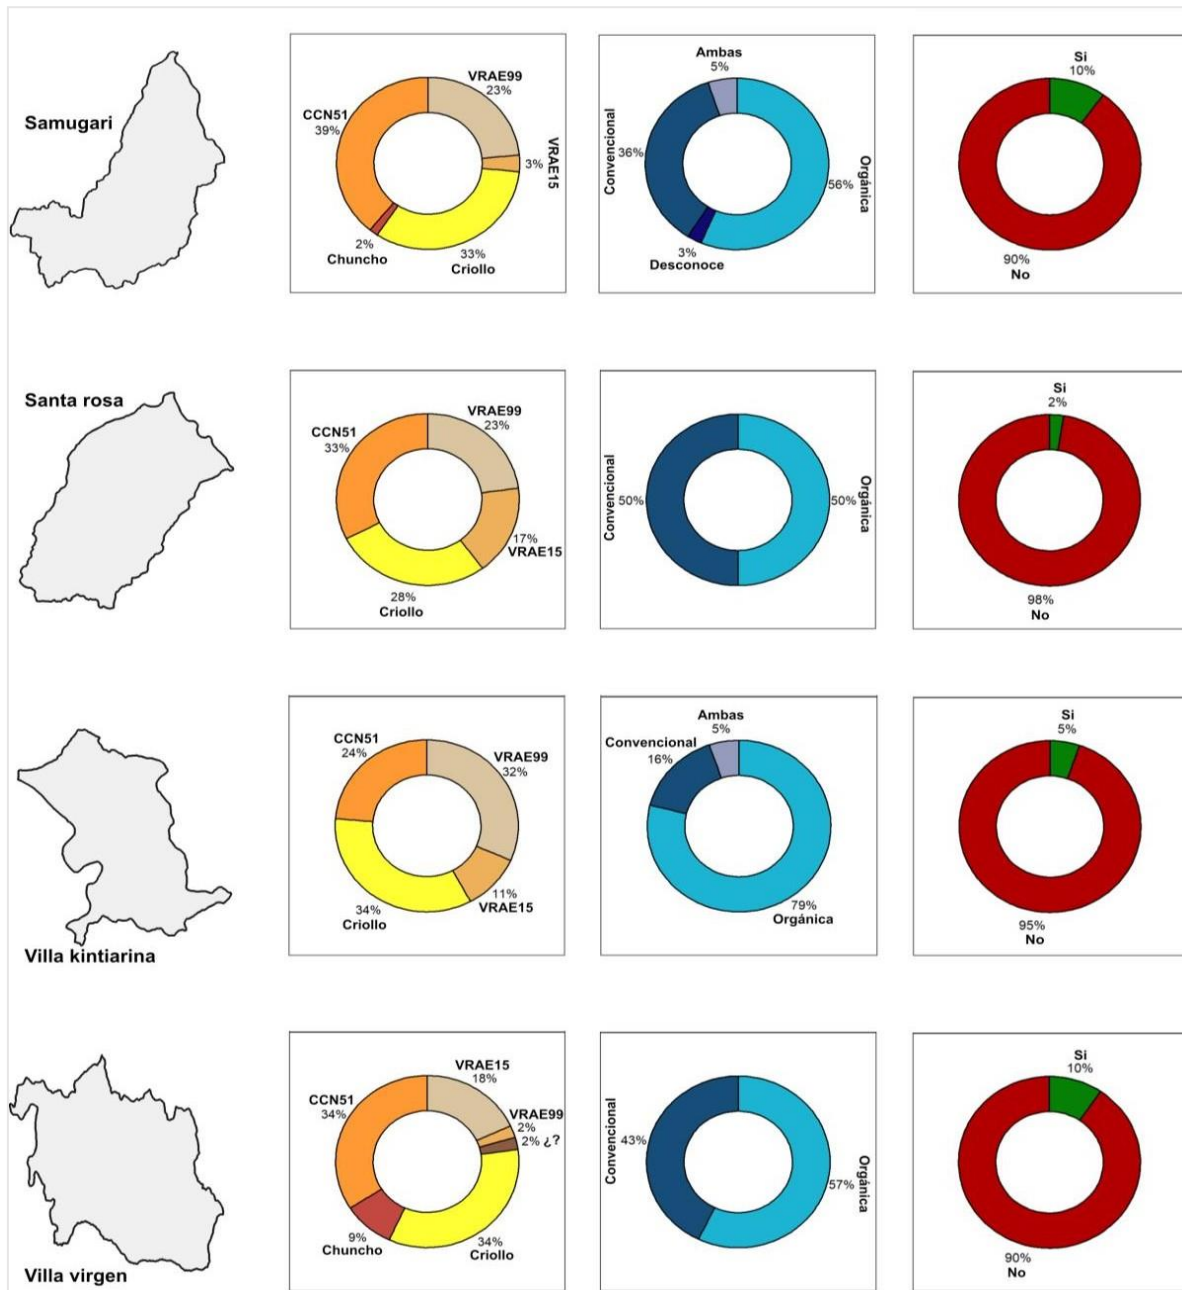 Samugari
VRAE99
23%
3%
VRAE15
33%
Criollo
2%
Chuncho
CCN51
39%
Ambas
5%
Convencional
36%
56%
Orgánica
3%
Desconoce
Si
10%
90%
No
Santa rosa
VRAE99
23%
CCN51
33%
17%
VRAE15
28%
Criollo
Convencional
50%
50%
Orgánica
Si
2%
98%
No
CCN51
24%
VRAE99
32%
11%
VRAE15
34%
Criollo
Ambas
5%
Convencional
16%
79%
Orgánica
Si
5%
95%
No
Villa kintiarina
VRAE15
18%
CCN51
34%
VRAE99
2%
2% ¿?
9%
Chuncho
34%
Criollo
Convencional
43%
57%
Orgánica
Si
10%
90%
No
Villa virgen